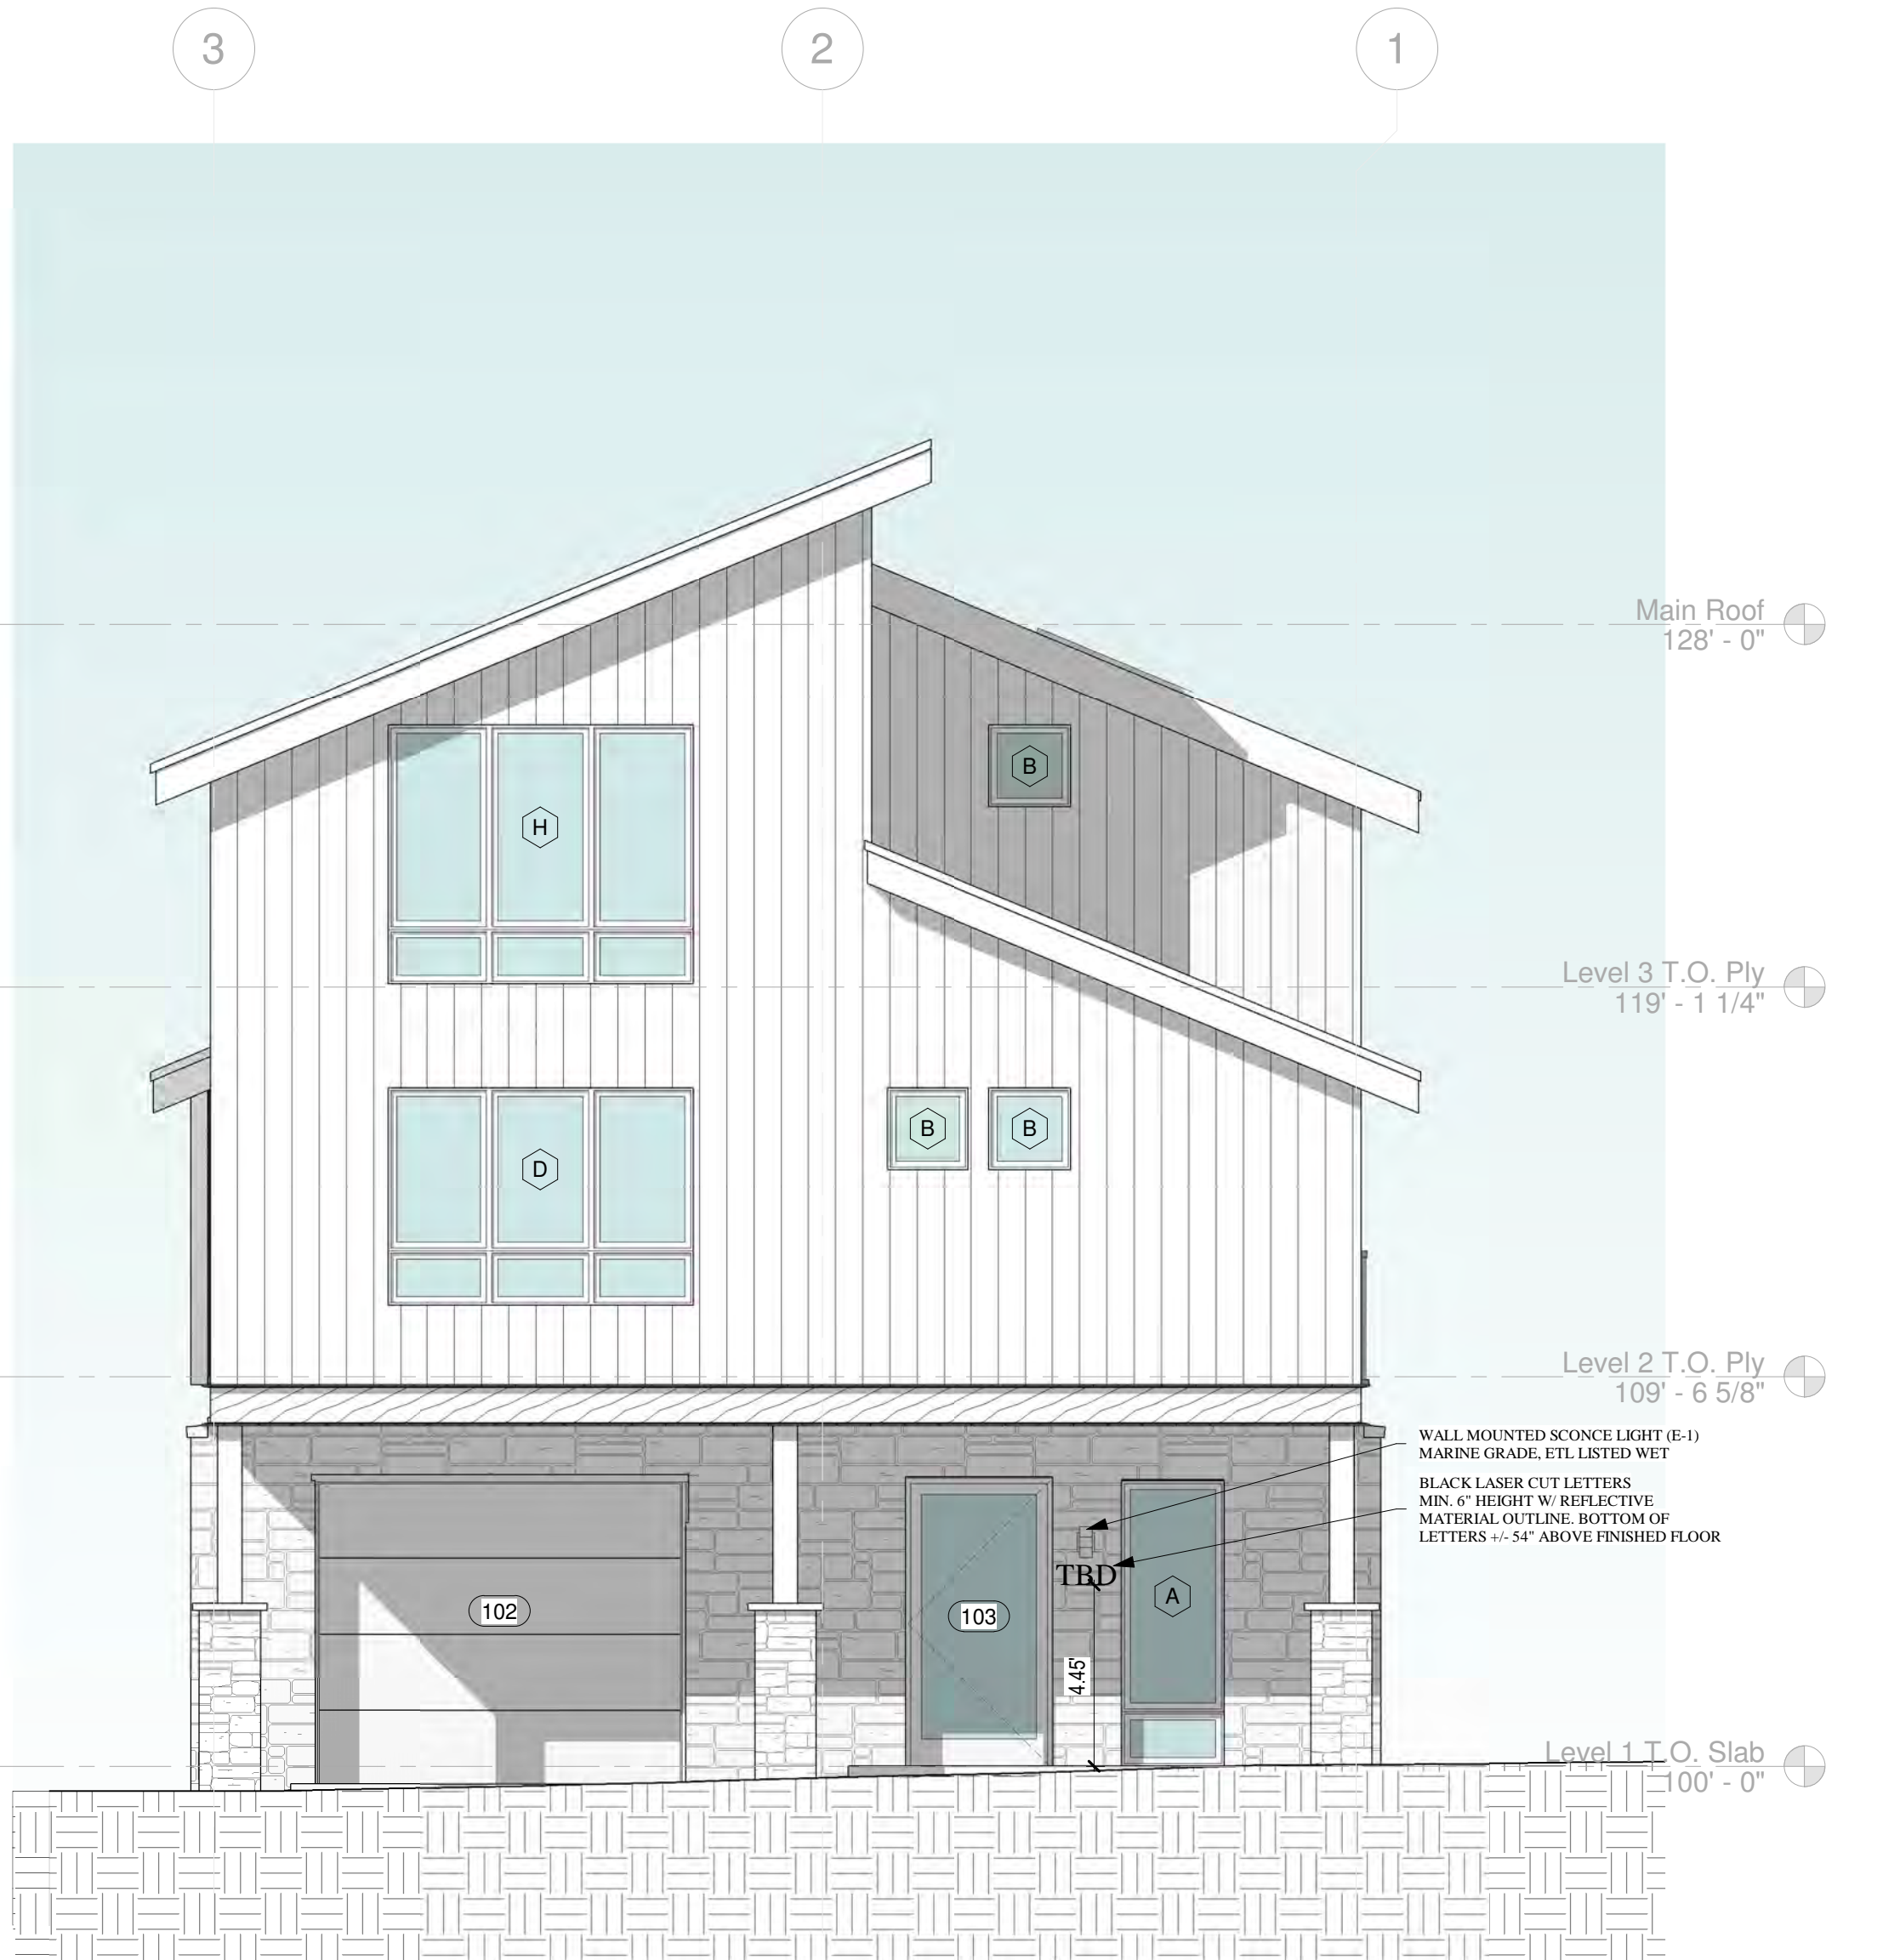 3
2
1
Main Roof
128' - 0"
B
H
Level 3 T.O. Ply
119' - 1 1/4"
B
B
D
Level 2 T.O. Ply
109' - 6 5/8"
WALL MOUNTED SCONCE LIGHT (E-1)
MARINE GRADE, ETL LISTED WET
BLACK LASER CUT LETTERS
MIN. 6" HEIGHT W/ REFLECTIVE
MATERIAL OUTLINE. BOTTOM OF
LETTERS +/- 54" ABOVE FINISHED FLOOR
TBD
A
102
103
4.45'
Level 1 T.O. Slab
100' - 0"